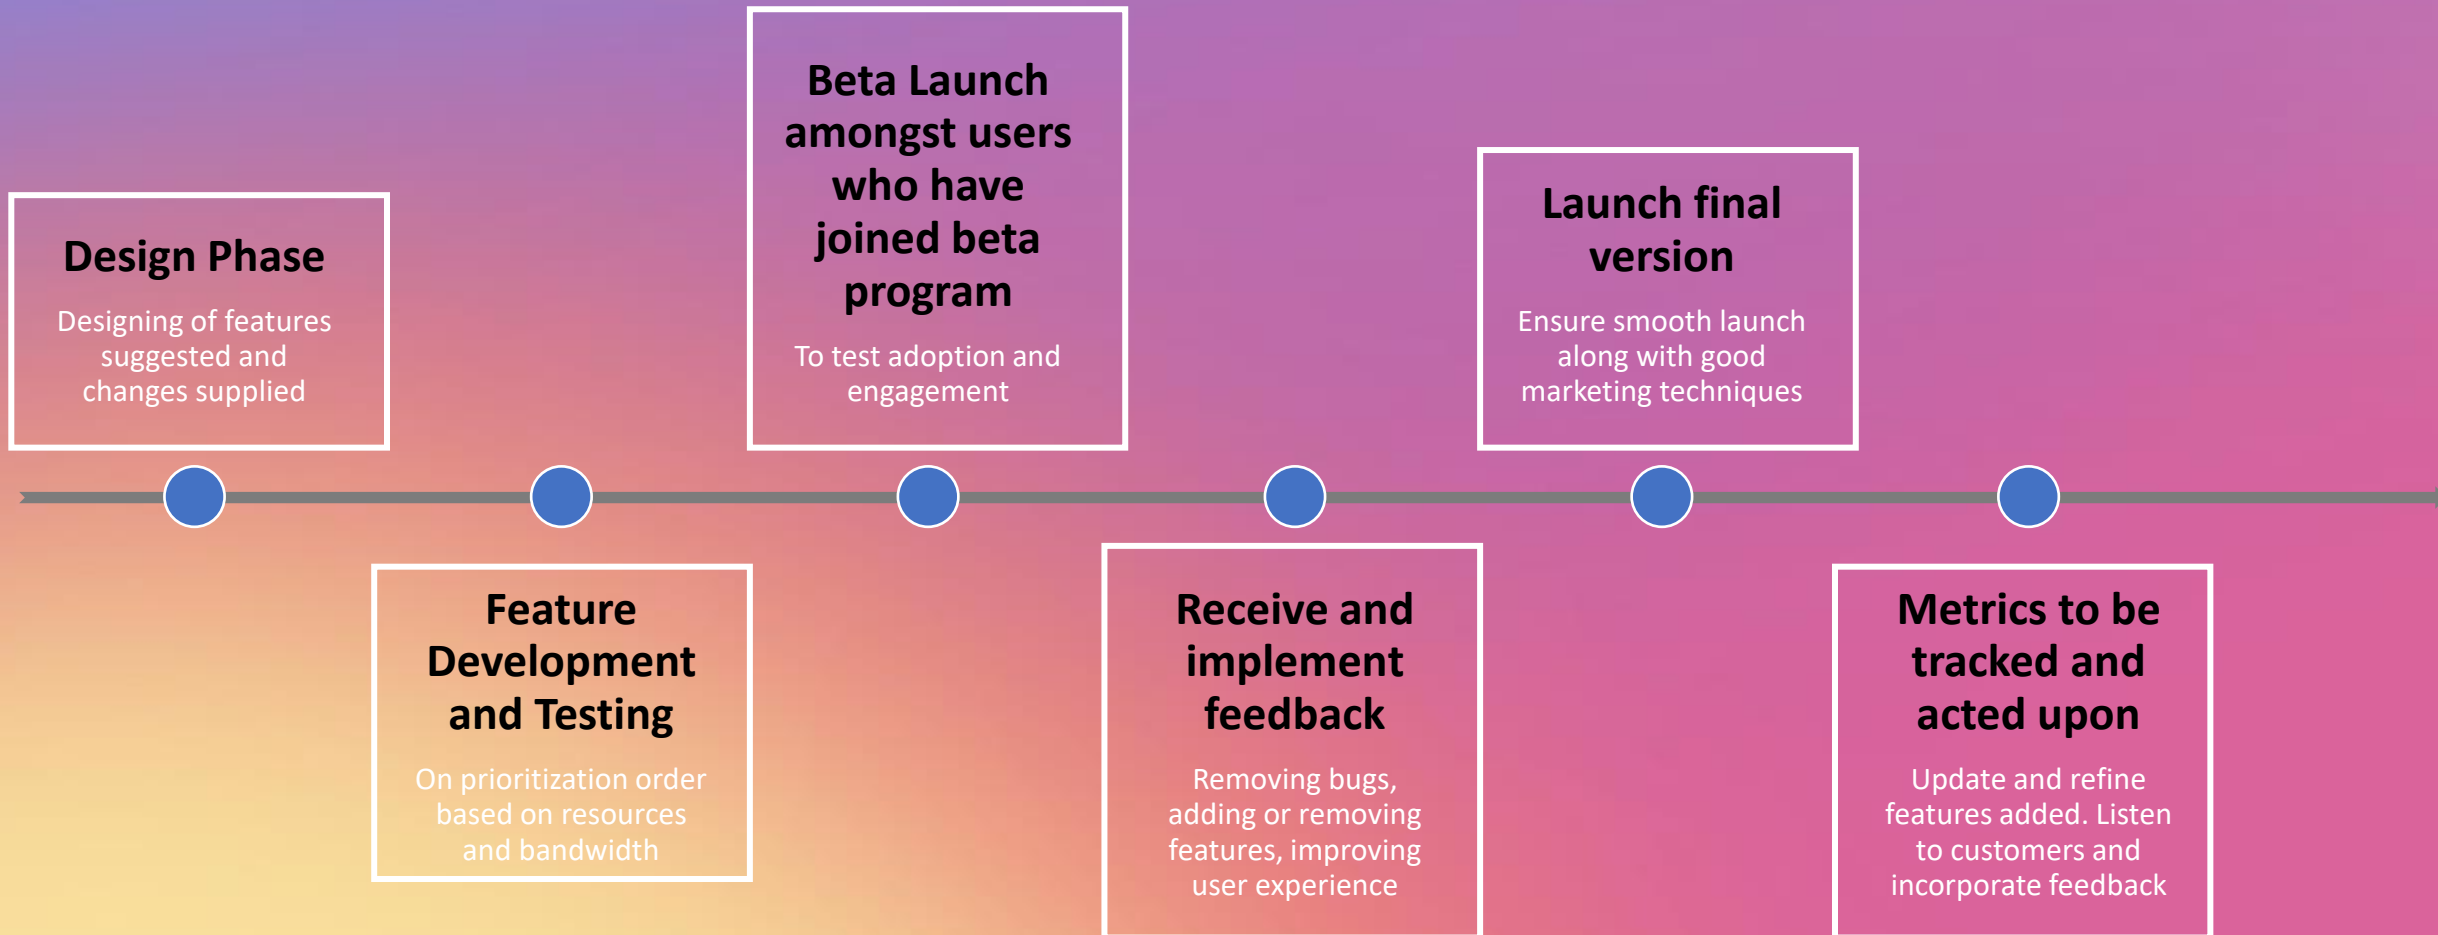 Design Phase
Designing of features
suggested and
changes supplied
Feature
Development
and Testing
On prioritization order
based on resources
and bandwidth
Beta Launch
amongst users
who have
joined beta
program
To test adoption and
engagement
Receive and
implement
feedback
Removing bugs,
adding or removing
features, improving
user experience
Launch final
version
Ensure smooth launch
along with good
marketing techniques
Metrics to be
tracked and
acted upon
Update and refine
features added. Listen
to customers and
incorporate feedback